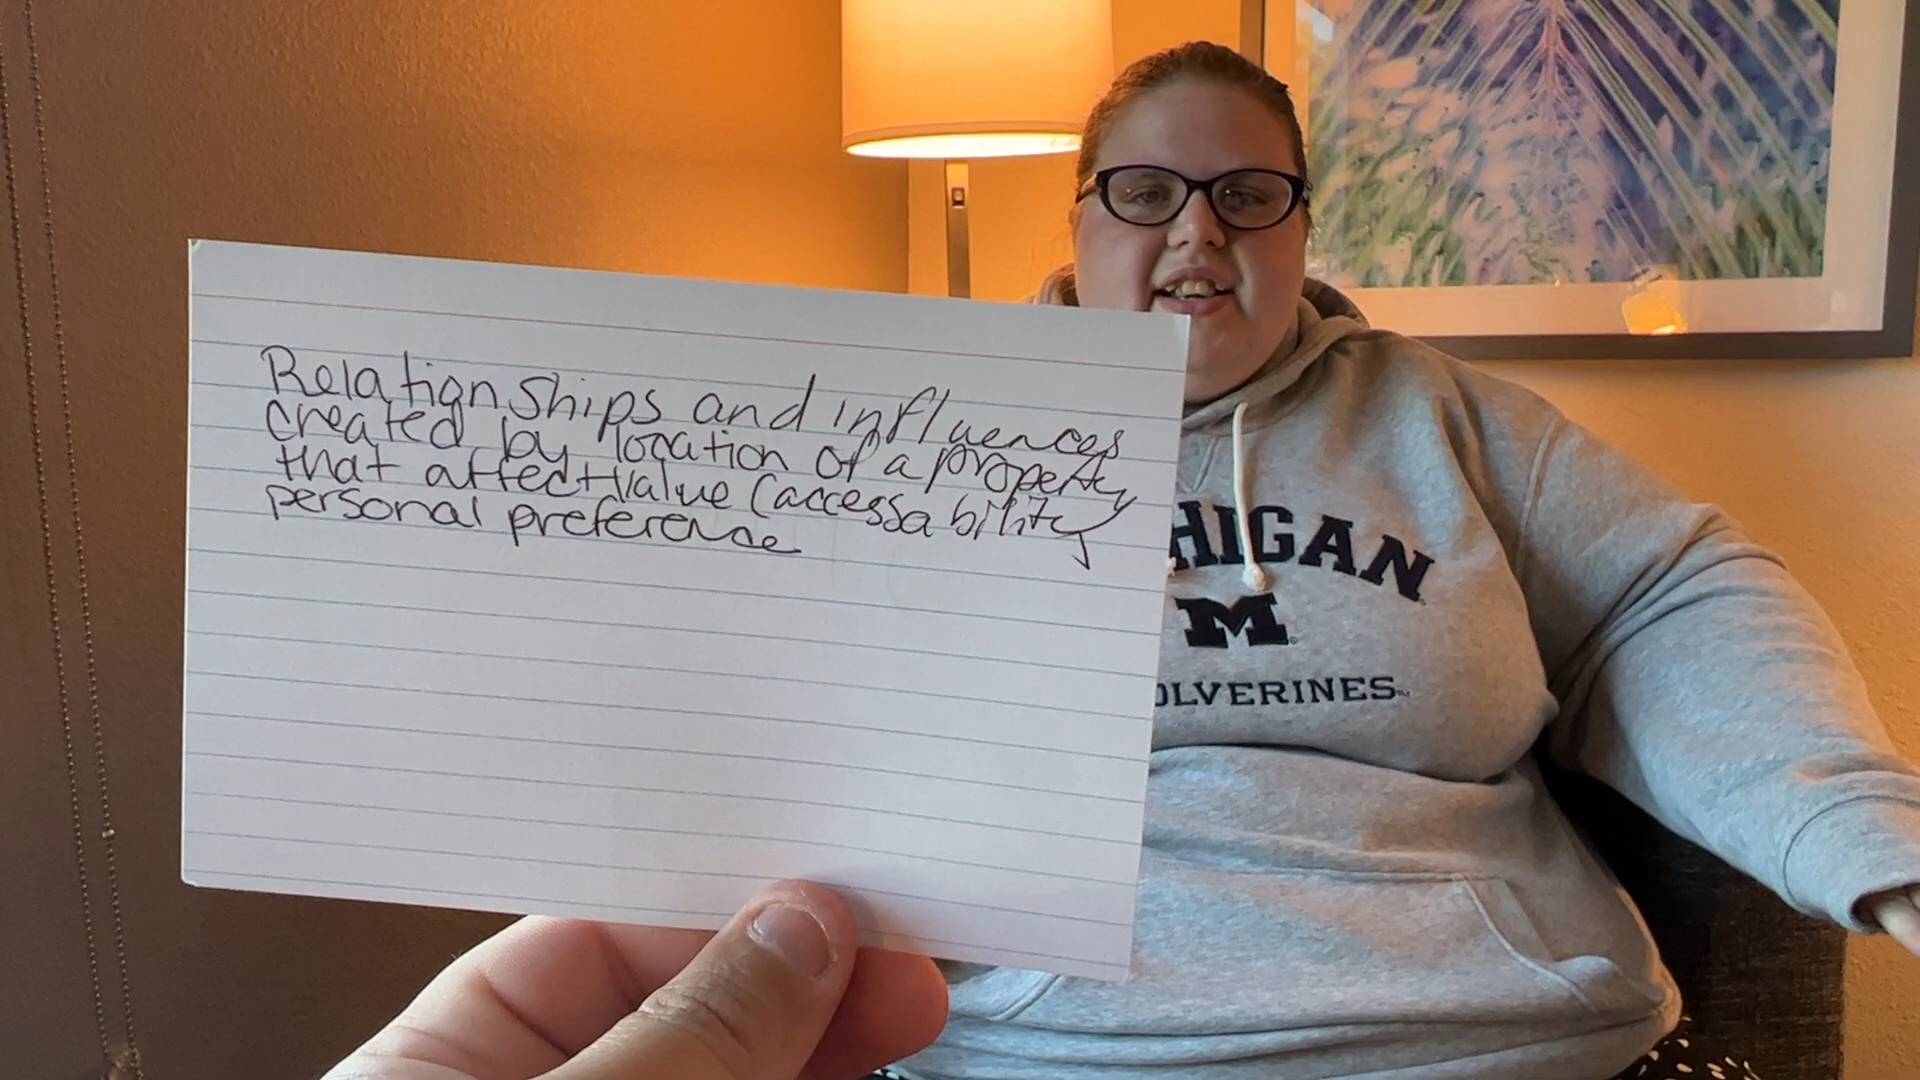 Relationships and influences
created by location of a property
that affect value (accessability
personal preference
HIGAN
M
OLVERINES